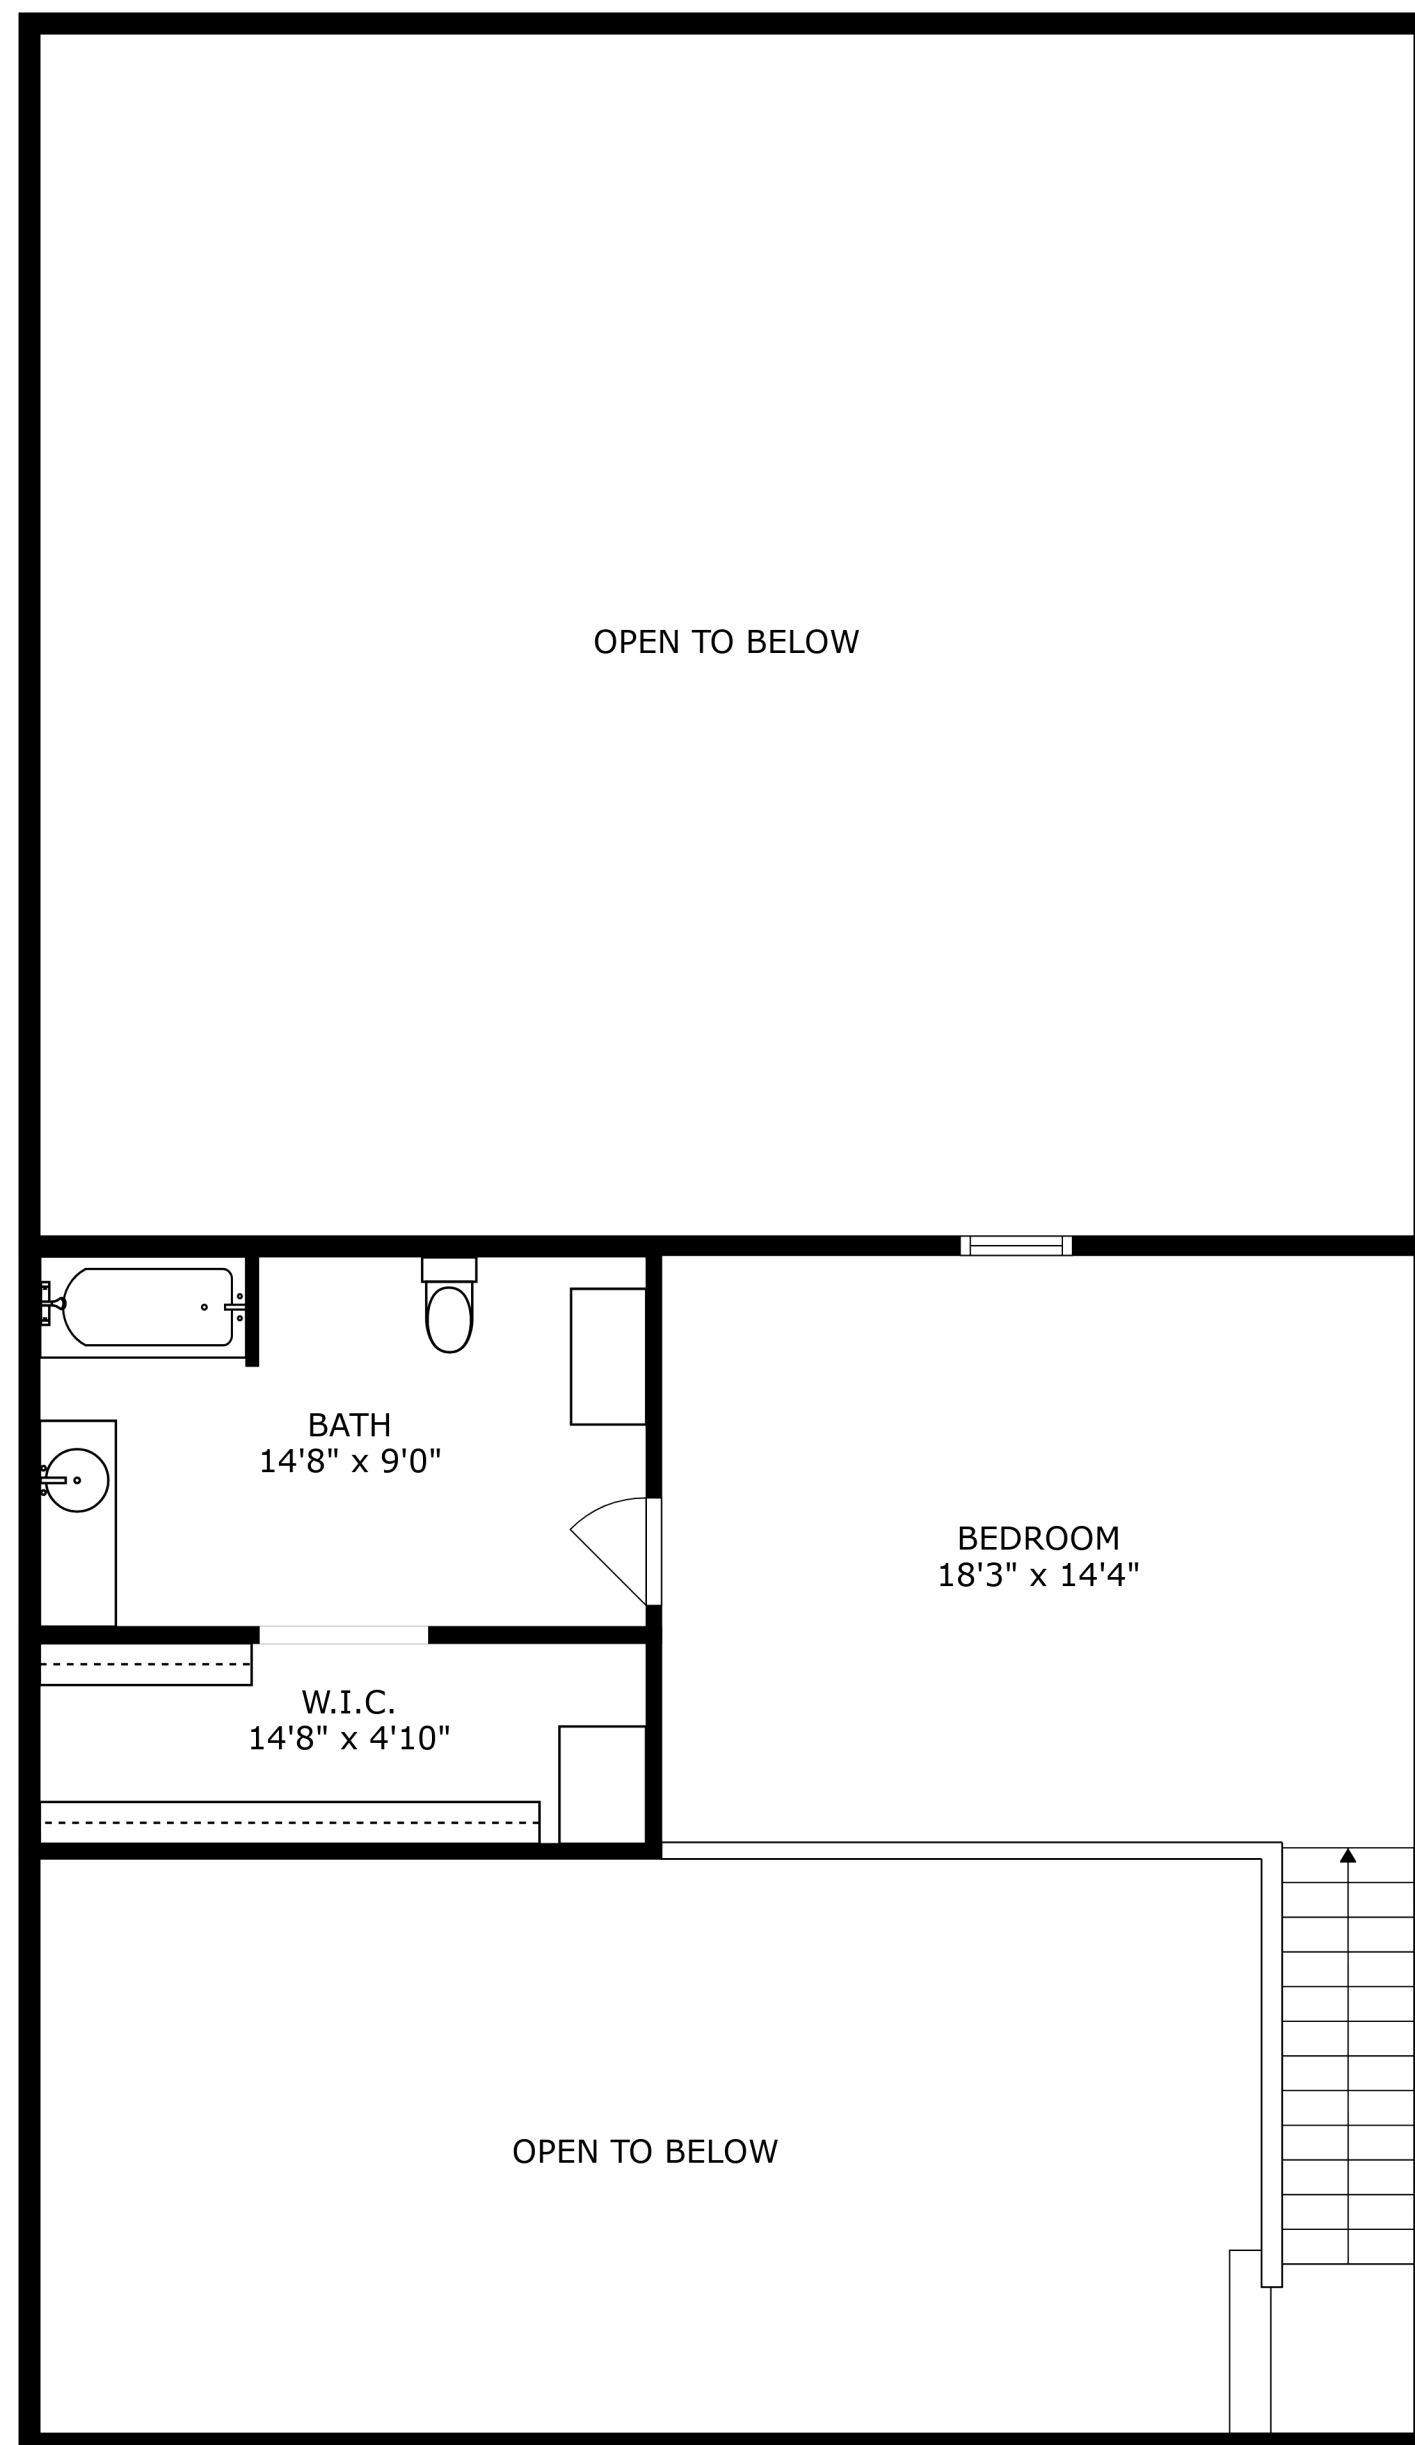 OPEN TO BELOW
BATH
14'8" x 9'0"
BEDROOM
18'3" x 14'4"
W.I.C.
14'8" x 4'10"
OPEN TO BELOW